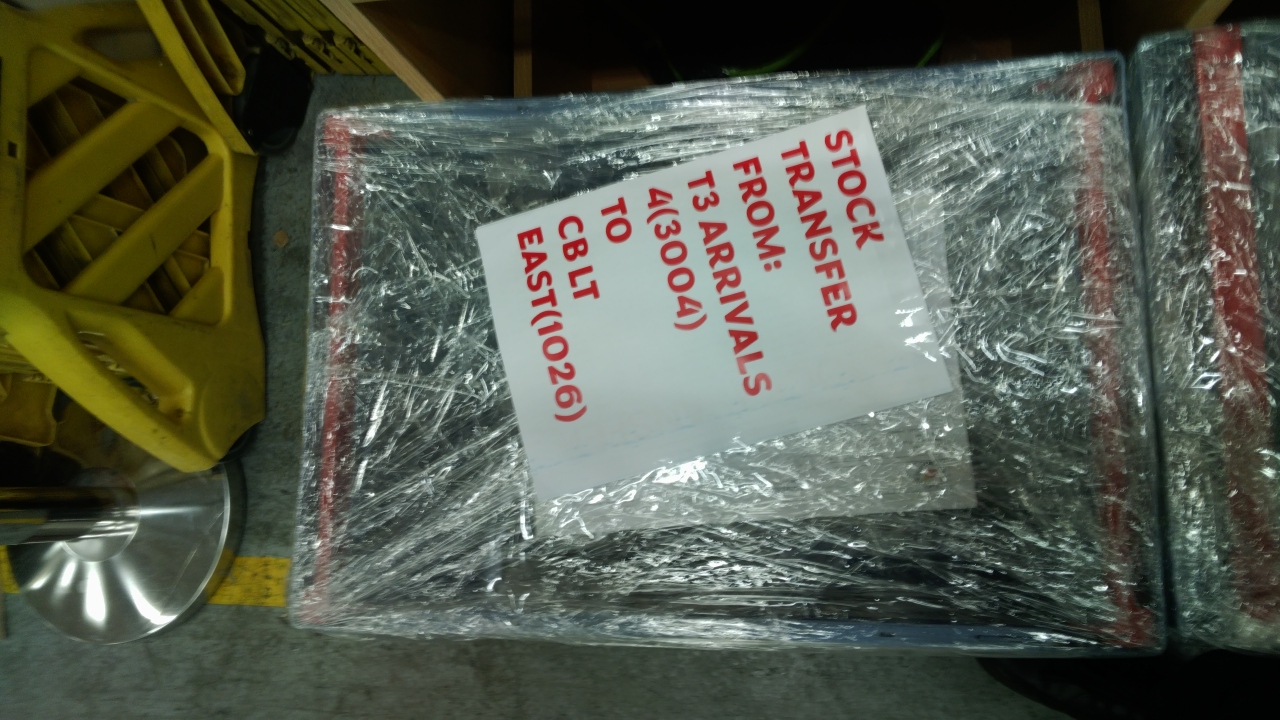 STOCK
TRANSFER
FROM:
T3 ARRIVALS
4(3004)
TO
CB LT
EAST(1026)